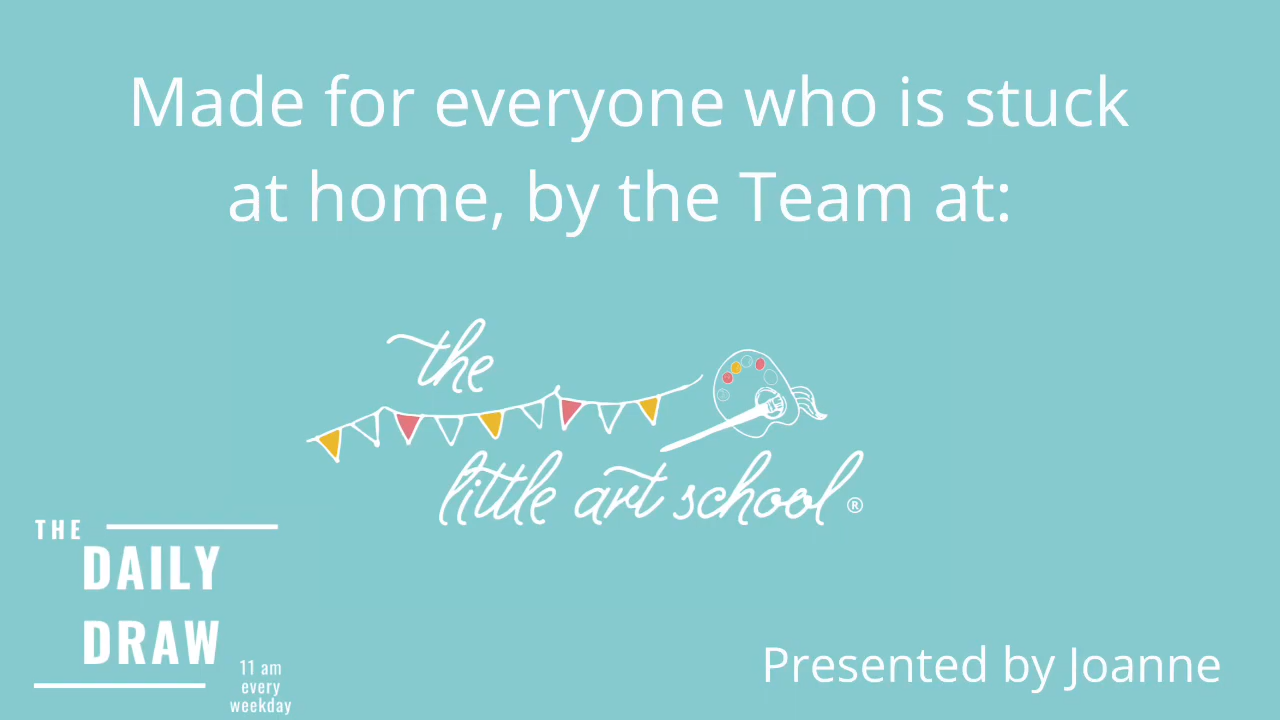 Made for everyone who is stuck
at home, by the Team at:
the
little art school ®
THE
DAILY
DRAW
11 am
every
weekday
Presented by Joanne